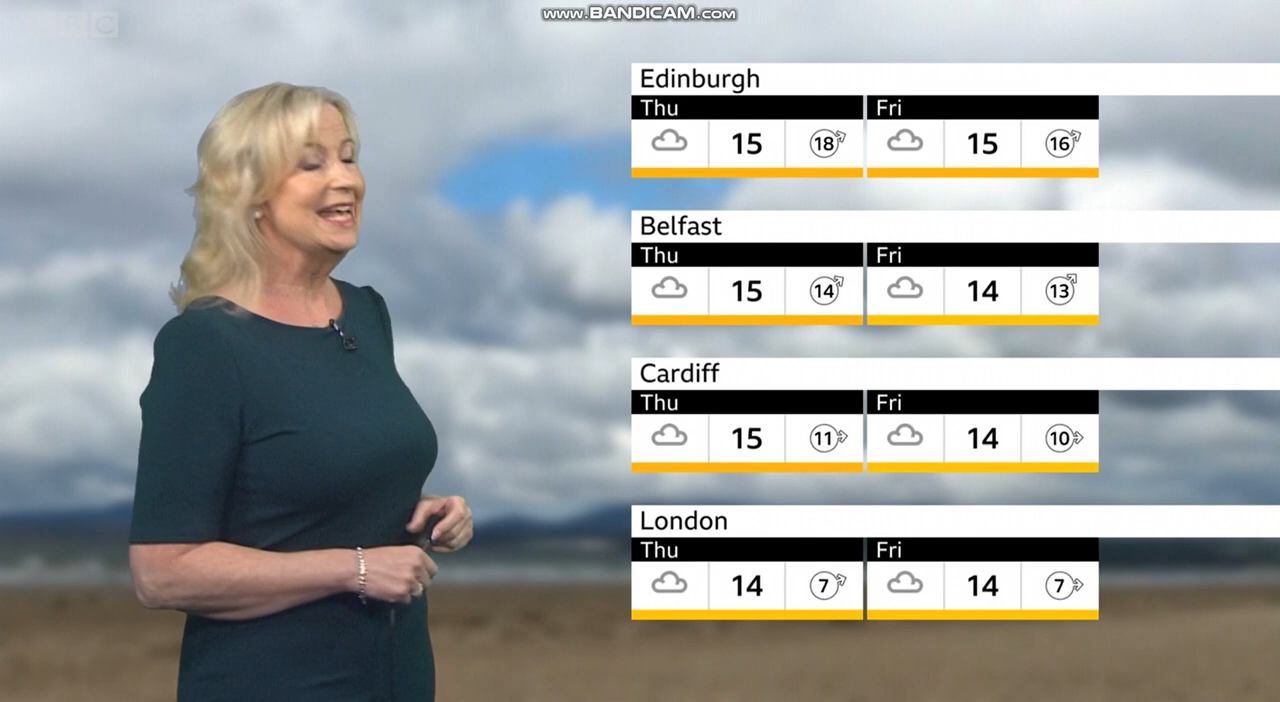 BBC
www.BANDICAM.com
Edinburgh
Thu Fri
15 18 15 16
Belfast
Thu Fri
15 14 14 13
Cardiff
Thu Fri
15 11 14 10
London
Thu Fri
14 7 14 7